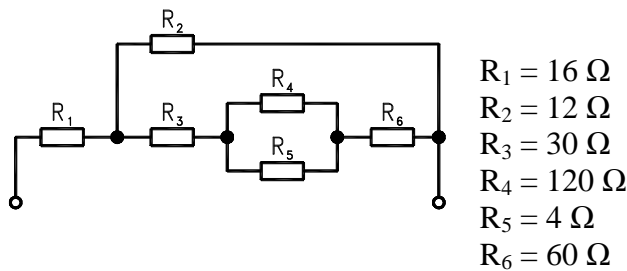 R₂
R₄
R₁ R₃ R₆
R₅
R₁ = 16 Ω
R₂ = 12 Ω
R₃ = 30 Ω
R₄ = 120 Ω
R₅ = 4 Ω
R₆ = 60 Ω